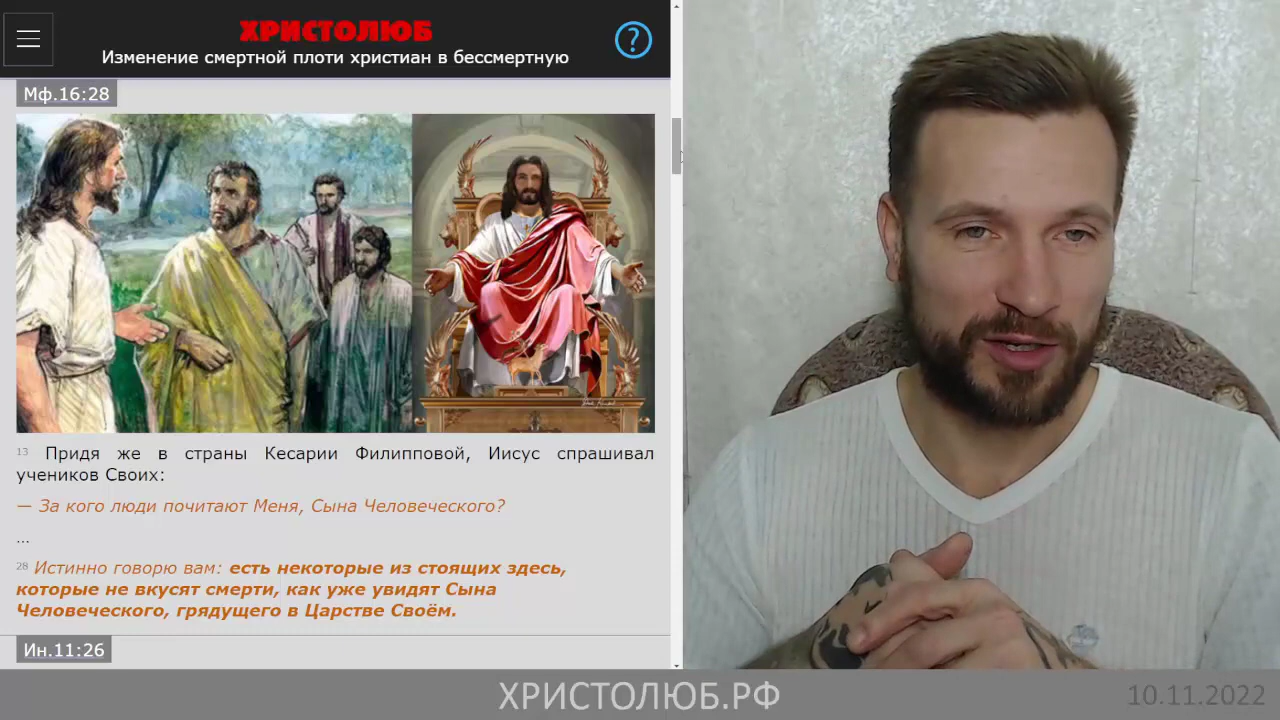 ХРИСТОЛЮБ
Изменение смертной плоти христиан в бессмертную
?
Мф.16:28
13 Придя же в страны Кесарии Филипповой, Иисус спрашивал
учеников Своих:
— За кого люди почитают Меня, Сына Человеческого?
...
28 Истинно говорю вам: есть некоторые из стоящих здесь,
которые не вкусят смерти, как уже увидят Сына
Человеческого, грядущего в Царстве Своём.
Ин.11:26
ХРИСТОЛЮБ.РФ
10.11.2022